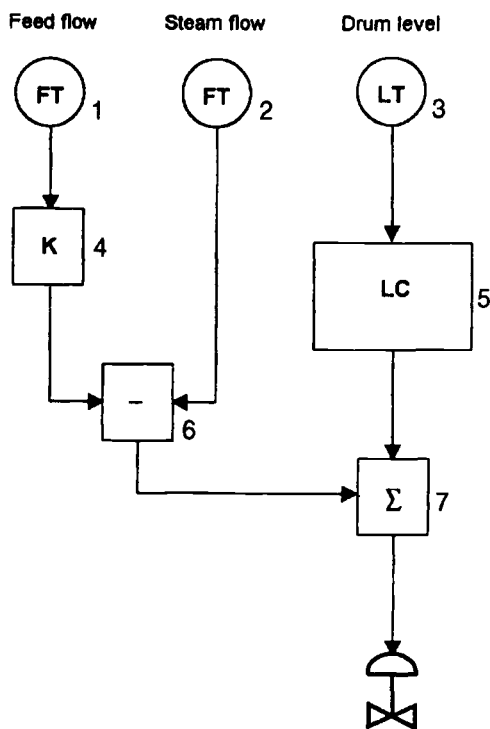 Feed flow Steam flow Drum level
FT 1 FT 2 LT 3
K 4
LC 5
– 6
Σ 7